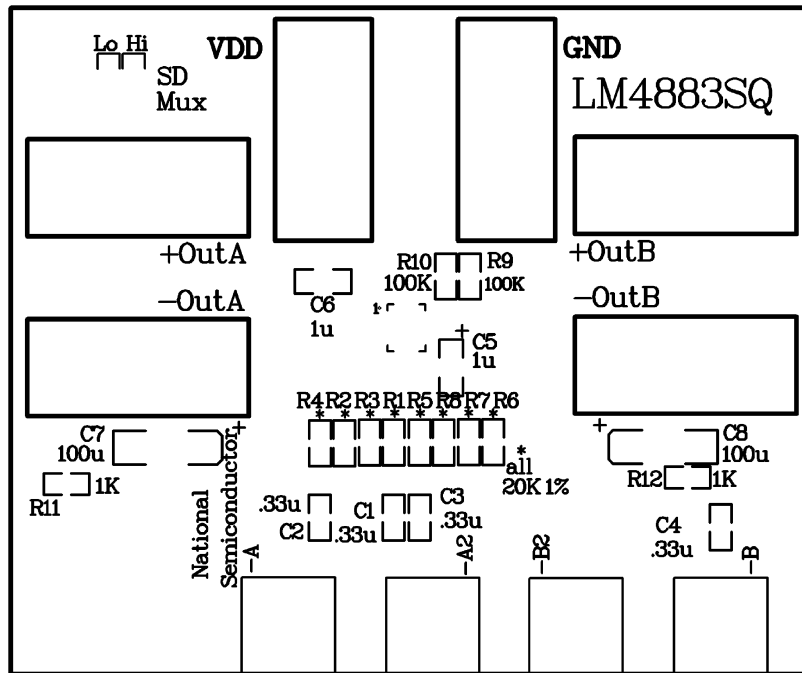 Lo Hi
VDD
GND
SD
Mux
LM4883SQ
+OutA
+OutB
R10
R9
100K
100K
-OutA
-OutB
C6
1u
1
+
C5
1u
R4 R2 R3 R1 R5 R8 R7 R6
* * * * * * * *
+
C7
100u
+
C8
100u
*
all
20K 1%
R11
1K
R12
1K
National
Semiconductor
.33u
C2
C1
.33u
C3
.33u
C4
.33u
-A
-A2
-B2
-B